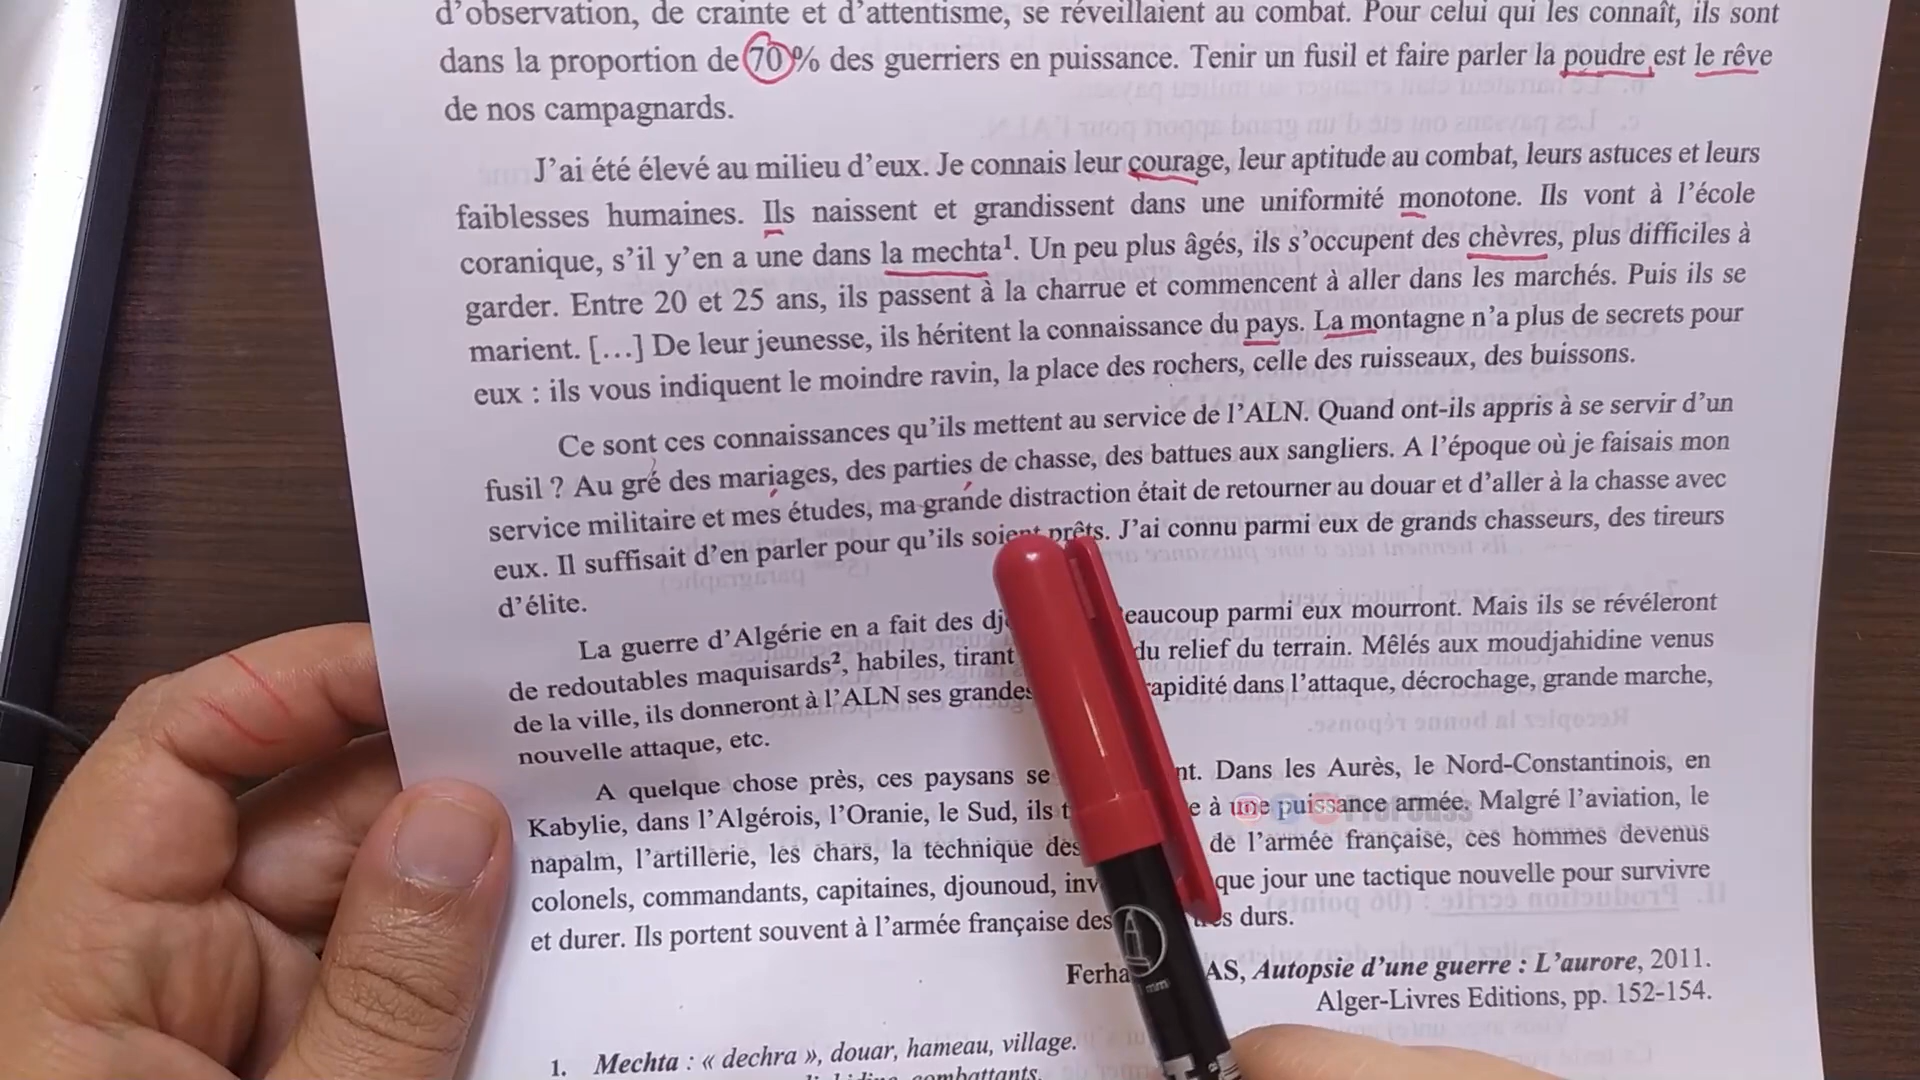 d'observation, de crainte et d'attentisme, se réveillaient au combat. Pour celui qui les connaît, ils sont
dans la proportion de 70 % des guerriers en puissance. Tenir un fusil et faire parler la poudre est le rêve
de nos campagnards.
J'ai été élevé au milieu d'eux. Je connais leur courage, leur aptitude au combat, leurs astuces et leurs
faiblesses humaines. Ils naissent et grandissent dans une uniformité monotone. Ils vont à l'école
coranique, s'il y'en a une dans la mechta¹. Un peu plus âgés, ils s'occupent des chèvres, plus difficiles à
garder. Entre 20 et 25 ans, ils passent à la charrue et commencent à aller dans les marchés. Puis ils se
marient. […] De leur jeunesse, ils héritent la connaissance du pays. La montagne n'a plus de secrets pour
eux : ils vous indiquent le moindre ravin, la place des rochers, celle des ruisseaux, des buissons.
Ce sont ces connaissances qu'ils mettent au service de l'ALN. Quand ont-ils appris à se servir d'un
fusil ? Au gré des mariages, des parties de chasse, des battues aux sangliers. A l'époque où je faisais mon
service militaire et mes études, ma grande distraction était de retourner au douar et d'aller à la chasse avec
eux. Il suffisait d'en parler pour qu'ils soient prêts. J'ai connu parmi eux de grands chasseurs, des tireurs
d'élite.
La guerre d'Algérie en a fait des eaucoup parmi eux mourront. Mais ils se révéleront
de redoutables maquisards², habiles, tirant du relief du terrain. Mêlés aux moudjahidine venus
de la ville, ils donneront à l'ALN ses grandes apidité dans l'attaque, décrochage, grande marche,
nouvelle attaque, etc.
A quelque chose près, ces paysans se nt. Dans les Aurès, le Nord-Constantinois, en
Kabylie, dans l'Algérois, l'Oranie, le Sud, ils à une puissance armée. Malgré l'aviation, le
napalm, l'artillerie, les chars, la technique des de l'armée française, ces hommes devenus
colonels, commandants, capitaines, djounoud, inv que jour une tactique nouvelle pour survivre
et durer. Ils portent souvent à l'armée française des durs.
Ferha AS, Autopsie d'une guerre : L'aurore, 2011.
Alger-Livres Editions, pp. 152-154.
1. Mechta : « dechra », douar, hameau, village.
combattants.